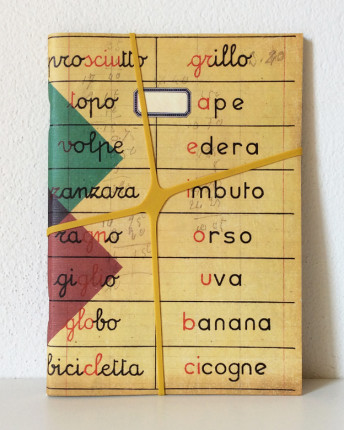 prosciutto grillo
topo ape
volpe edera
zanzara imbuto
ragno orso
giglio uva
globo banana
bicicletta cicogne